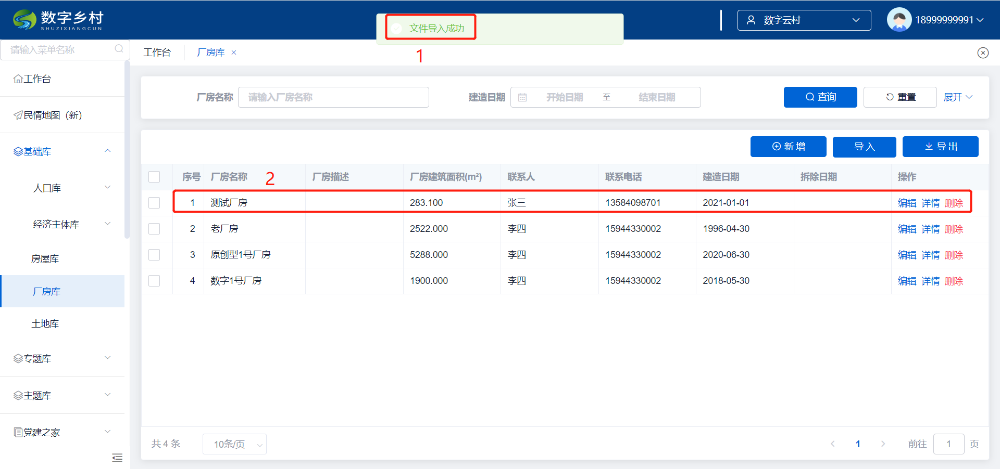 数字乡村
SHUZIXIANGCUN
文件导入成功
1
数字云村
18999999991
请输入菜单名称
工作台
厂房库 ×
工作台
民情地图（新）
基础库
人口库
经济主体库
房屋库
厂房库
土地库
专题库
主题库
党建之家
厂房名称 请输入厂房名称 建造日期 开始日期 至 结束日期 查询 重置 展开
新增 导入 导出
2
序号 厂房名称 厂房描述 厂房建筑面积(m²) 联系人 联系电话 建造日期 拆除日期 操作
1 测试厂房 283.100 张三 13584098701 2021-01-01 编辑 详情 删除
2 老厂房 2522.000 李四 15944330002 1996-04-30 编辑 详情 删除
3 原创型1号厂房 5288.000 李四 15944330002 2020-06-30 编辑 详情 删除
4 数字1号厂房 1900.000 李四 15944330002 2018-05-30 编辑 详情 删除
共 4 条 10条/页 1 前往 1 页